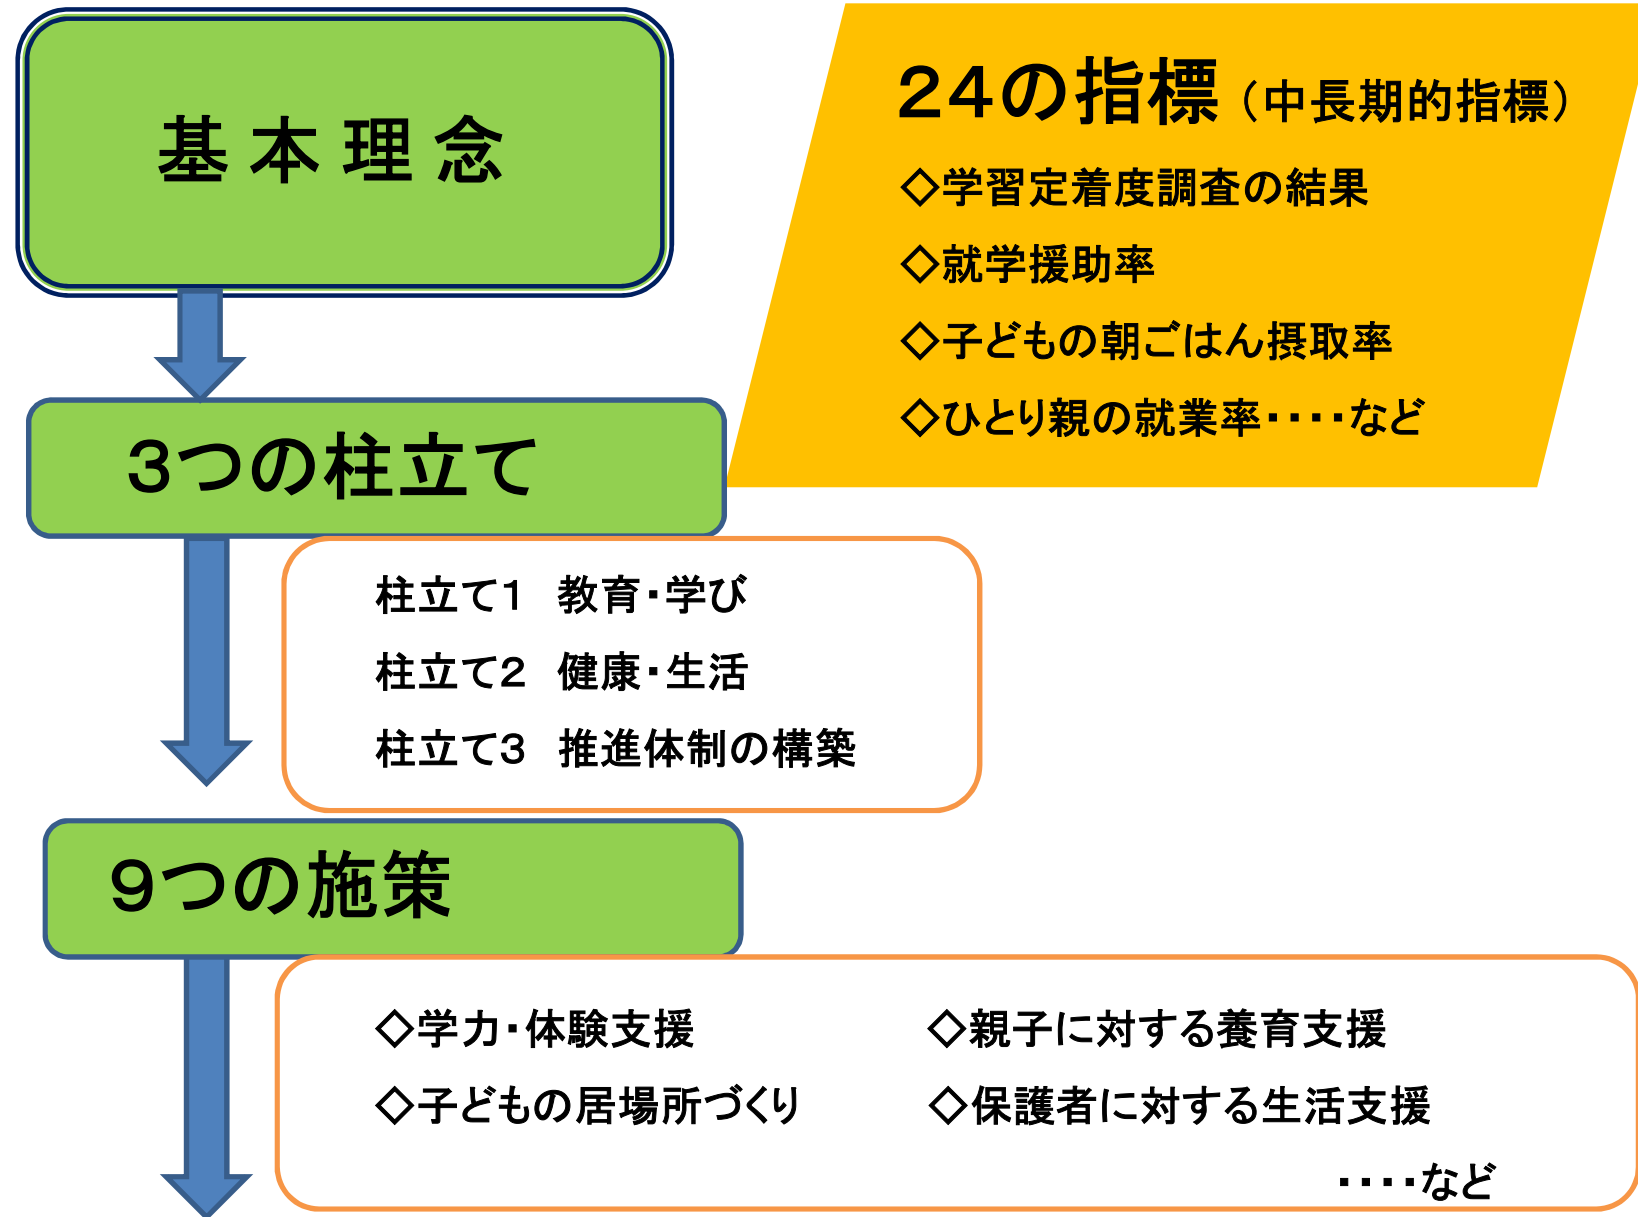 基本理念
24の指標（中長期的指標）
◇学習定着度調査の結果
◇就学援助率
◇子どもの朝ごはん摂取率
◇ひとり親の就業率････など
3つの柱立て
柱立て1　教育･学び
柱立て2　健康･生活
柱立て3　推進体制の構築
9つの施策
◇学力･体験支援　◇親子に対する養育支援
◇子どもの居場所づくり　◇保護者に対する生活支援
････など